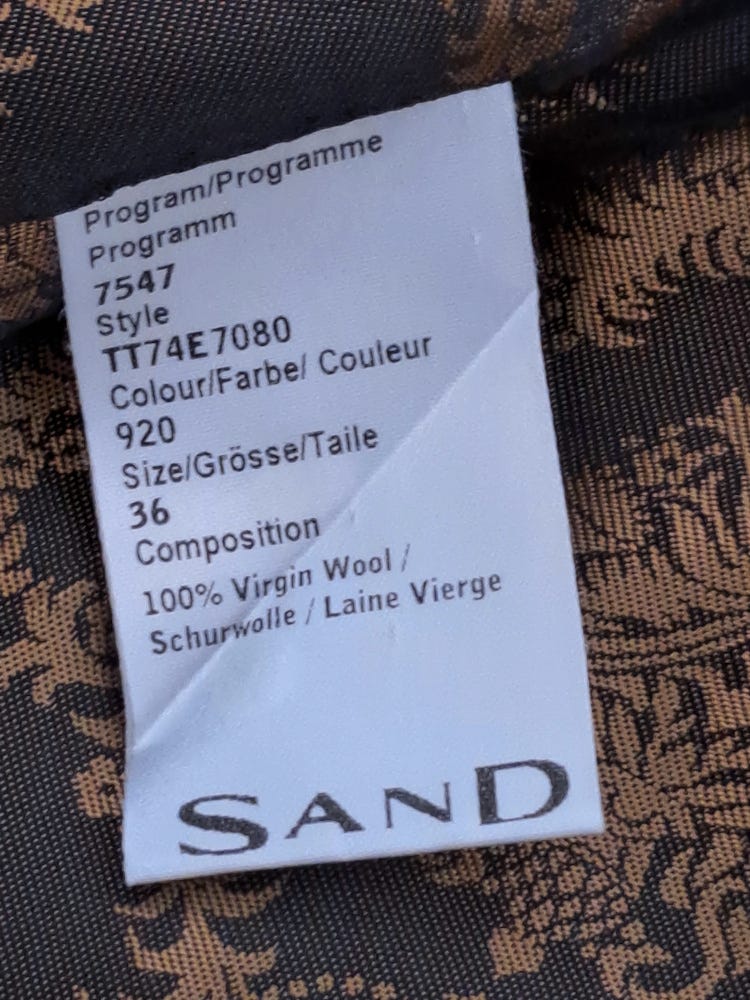 Program/Programme
Programm
7547
Style
TT74E7080
Colour/Farbe/ Couleur
920
Size/Grösse/Taile
36
Composition
100% Virgin Wool /
Schurwolle / Laine Vierge
SAND